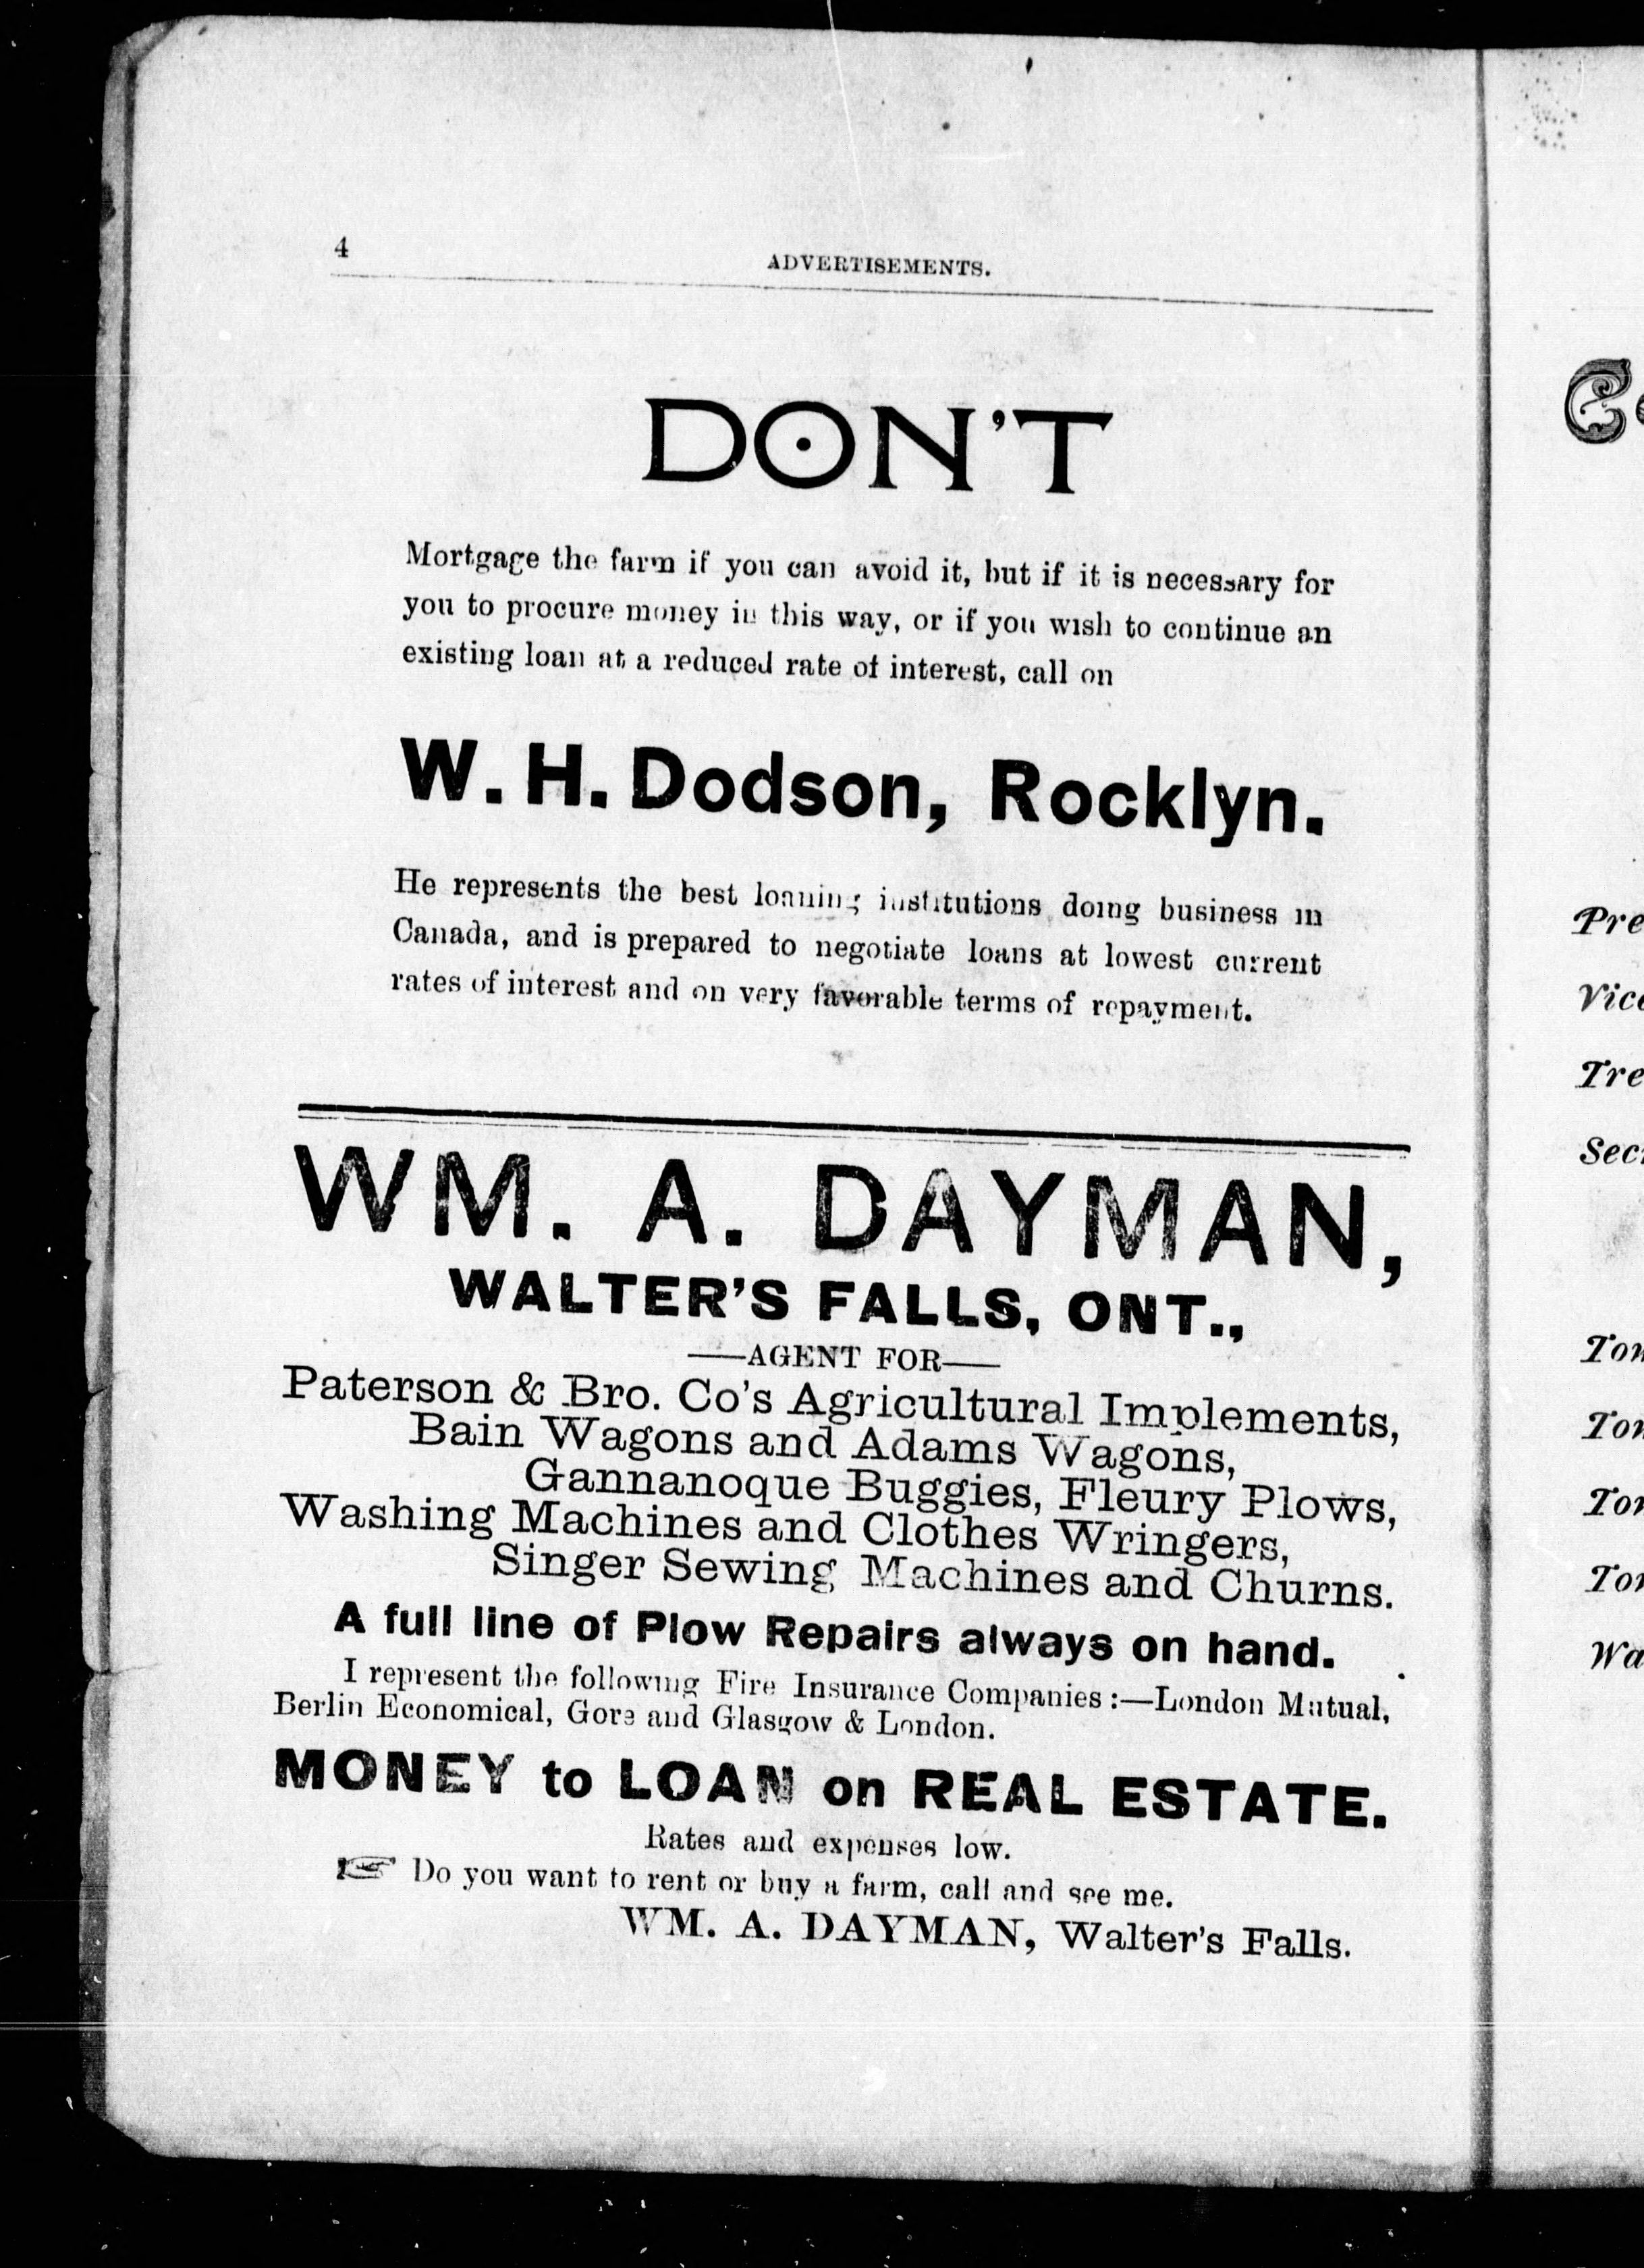 4
ADVERTISEMENTS.
DON'T
Mortgage the farm if you can avoid it, but if it is necessary for
you to procure money in this way, or if you wish to continue an
existing loan at a reduced rate of interest, call on
W. H. Dodson, Rocklyn.
He represents the best loaning institutions doing business in
Canada, and is prepared to negotiate loans at lowest current
rates of interest and on very favorable terms of repayment.
WM. A. DAYMAN,
WALTER'S FALLS, ONT.,
——AGENT FOR——
Paterson & Bro. Co's Agricultural Implements,
Bain Wagons and Adams Wagons,
Gannanoque Buggies, Fleury Plows,
Washing Machines and Clothes Wringers,
Singer Sewing Machines and Churns.
A full line of Plow Repairs always on hand.
I represent the following Fire Insurance Companies:—London Mutual,
Berlin Economical, Gore and Glasgow & London.
MONEY to LOAN on REAL ESTATE.
Rates and expenses low.
☞ Do you want to rent or buy a farm, call and see me.
WM. A. DAYMAN, Walter's Falls.
Pre
Vice
Tre
Sec